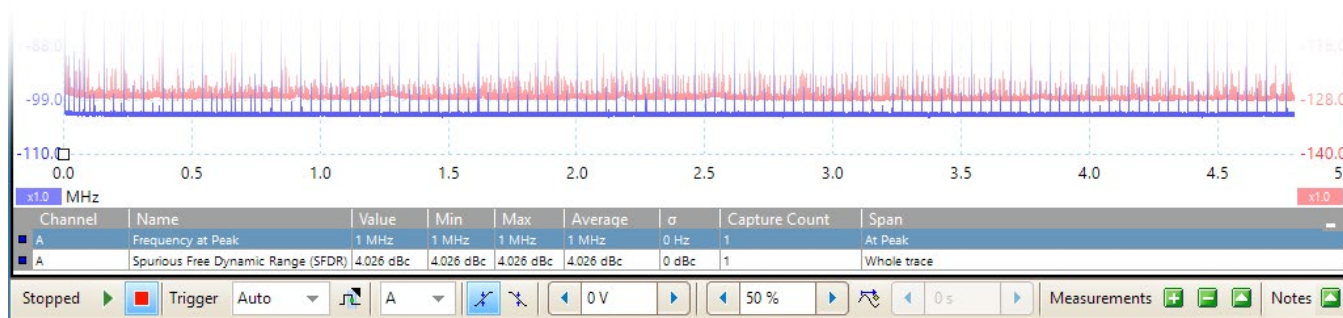 -88.0 -118.0
-99.0 -128.0
-110.0 -140.0
0.0 0.5 1.0 1.5 2.0 2.5 3.0 3.5 4.0 4.5 5
x1.0 MHz x1.0
Channel Name Value Min Max Average σ Capture Count Span
A Frequency at Peak 1 MHz 1 MHz 1 MHz 1 MHz 0 Hz 1 At Peak
A Spurious Free Dynamic Range (SFDR) 4.026 dBc 4.026 dBc 4.026 dBc 4.026 dBc 0 dBc 1 Whole trace
Stopped Trigger Auto A 0 V 50 % 0 s Measurements Notes